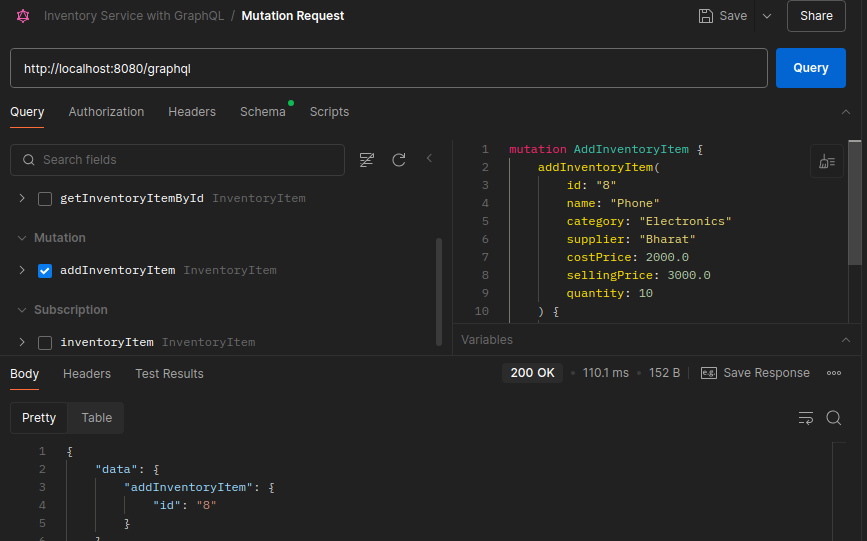 Inventory Service with GraphQL / Mutation Request
Save
Share
http://localhost:8080/graphql
Query
Query
Authorization
Headers
Schema
Scripts
Search fields
getInventoryItemById InventoryItem
Mutation
addInventoryItem InventoryItem
Subscription
inventoryItem InventoryItem
1 mutation AddInventoryItem {
2 addInventoryItem(
3 id: "8"
4 name: "Phone"
5 category: "Electronics"
6 supplier: "Bharat"
7 costPrice: 2000.0
8 sellingPrice: 3000.0
9 quantity: 10
10 ) {
Variables
Body
Headers
Test Results
200 OK • 110.1 ms • 152 B
e.g. Save Response
Pretty
Table
1 {
2 "data": {
3 "addInventoryItem": {
4 "id": "8"
5 }